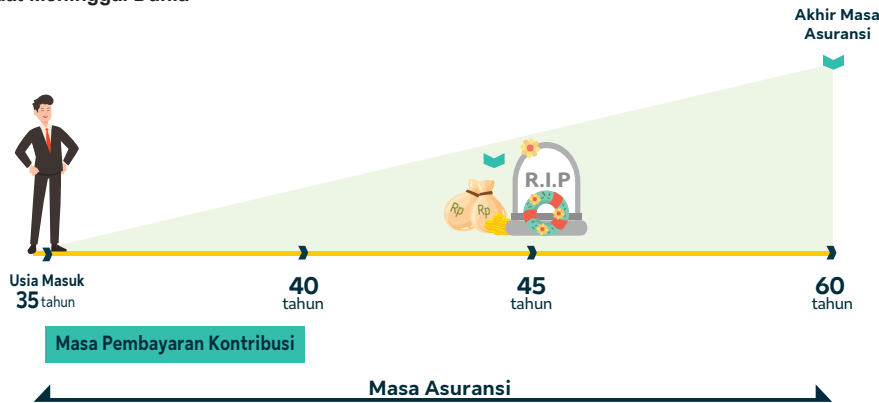 Akhir Masa
Asuransi
R.I.P
Rp
Rp
Usia Masuk
35 tahun
40
tahun
45
tahun
60
tahun
Masa Pembayaran Kontribusi
Masa Asuransi